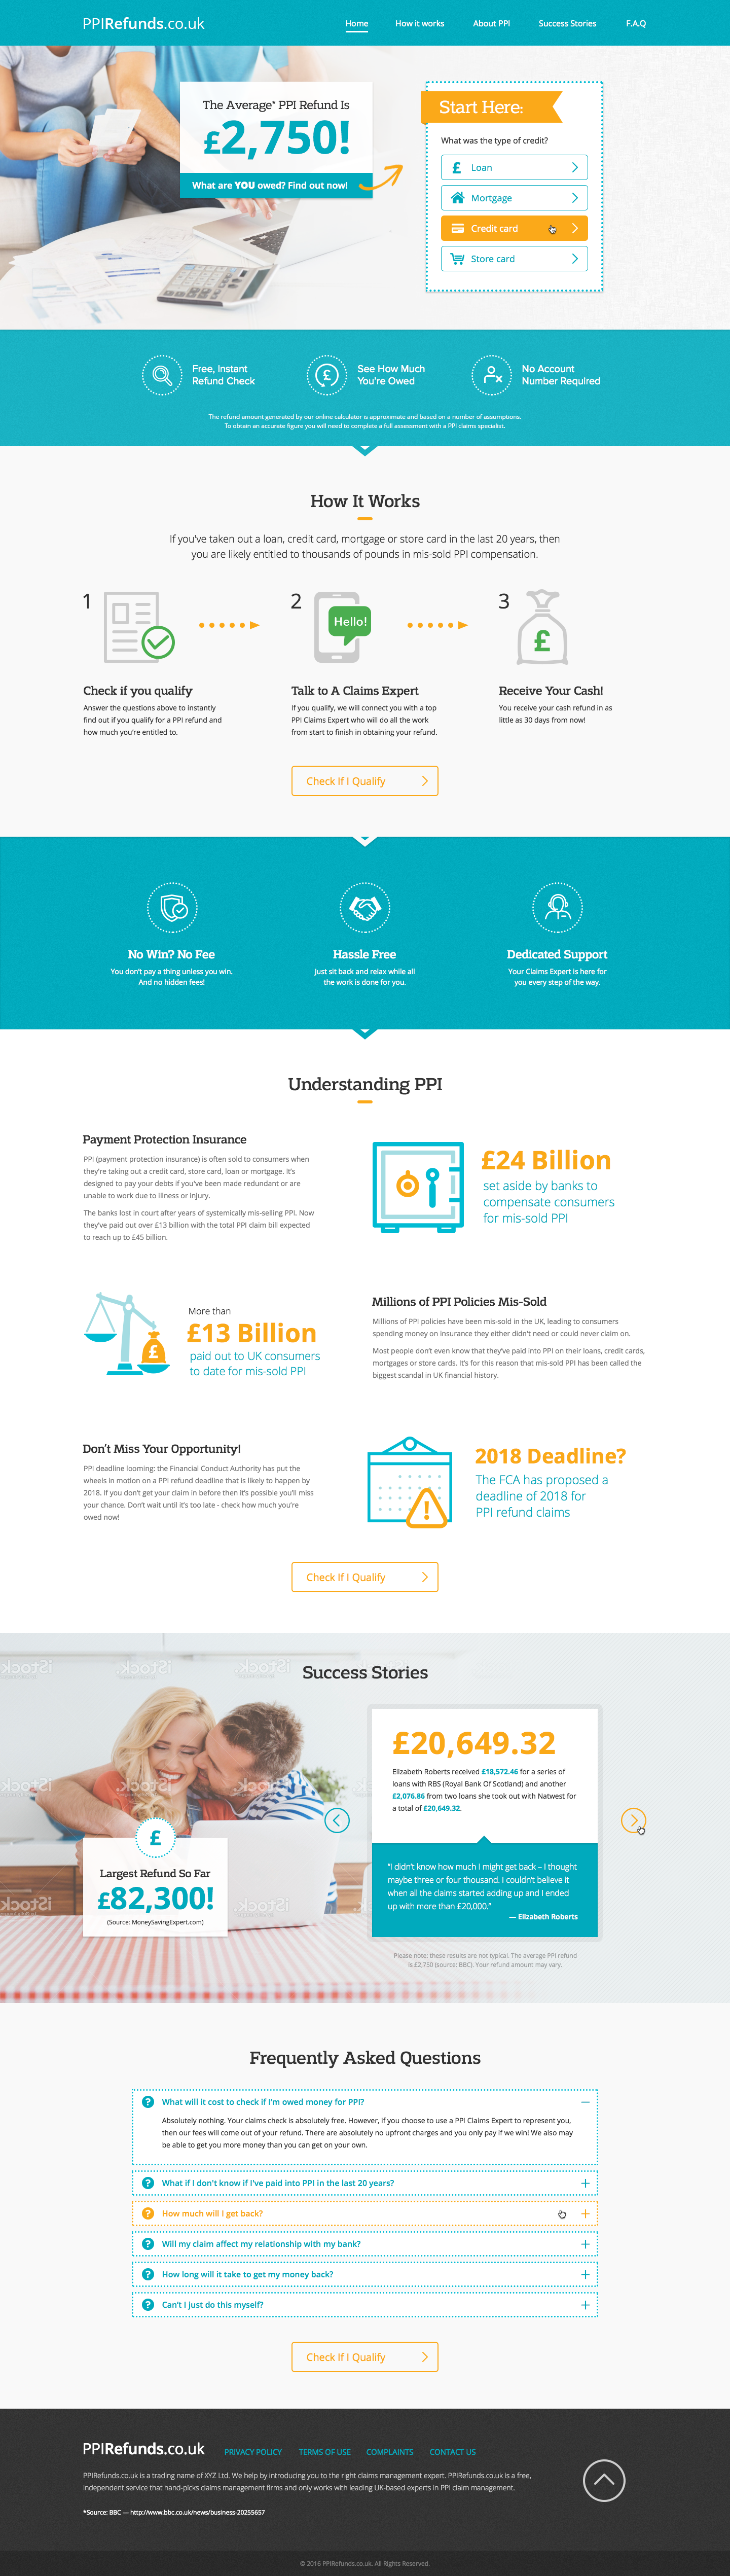 PPIRefunds.co.uk
Home
How it works
About PPI
Success Stories
F.A.Q
The Average* PPI Refund Is
£2,750!
What are YOU owed? Find out now!
Start Here:
What was the type of credit?
£ Loan
Mortgage
Credit card
Store card
Free, Instant
Refund Check
£
See How Much
You're Owed
No Account
Number Required
The refund amount generated by our online calculator is approximate and based on a number of assumptions.
To obtain an accurate figure you will need to complete a full assessment with a PPI claims specialist.
How It Works
If you've taken out a loan, credit card, mortgage or store card in the last 20 years, then
you are likely entitled to thousands of pounds in mis-sold PPI compensation.
1
Check if you qualify
Answer the questions above to instantly
find out if you qualify for a PPI refund and
how much you're entitled to.
2
Hello!
Talk to A Claims Expert
If you qualify, we will connect you with a top
PPI Claims Expert who will do all the work
from start to finish in obtaining your refund.
3
£
Receive Your Cash!
You receive your cash refund in as
little as 30 days from now!
Check If I Qualify
No Win? No Fee
You don't pay a thing unless you win.
And no hidden fees!
Hassle Free
Just sit back and relax while all
the work is done for you.
Dedicated Support
Your Claims Expert is here for
you every step of the way.
Understanding PPI
Payment Protection Insurance
PPI (payment protection insurance) is often sold to consumers when
they're taking out a credit card, store card, loan or mortgage. It's
designed to pay your debts if you've been made redundant or are
unable to work due to illness or injury.
The banks lost in court after years of systemically mis-selling PPI. Now
they've paid out over £13 billion with the total PPI claim bill expected
to reach up to £45 billion.
£24 Billion
set aside by banks to
compensate consumers
for mis-sold PPI
£
More than
£13 Billion
paid out to UK consumers
to date for mis-sold PPI
Millions of PPI Policies Mis-Sold
Millions of PPI policies have been mis-sold in the UK, leading to consumers
spending money on insurance they either didn't need or could never claim on.
Most people don't even know that they've paid into PPI on their loans, credit cards,
mortgages or store cards. It's for this reason that mis-sold PPI has been called the
biggest scandal in UK financial history.
Don't Miss Your Opportunity!
PPI deadline looming: the Financial Conduct Authority has put the
wheels in motion on a PPI refund deadline that is likely to happen by
2018. If you don't get your claim in before then it's possible you'll miss
your chance. Don't wait until it's too late - check how much you're
owed now!
2018 Deadline?
The FCA has proposed a
deadline of 2018 for
PPI refund claims
Check If I Qualify
Success Stories
iStock
iStock
iStock
iStock
£
Largest Refund So Far
£82,300!
(Source: MoneySavingExpert.com)
£20,649.32
Elizabeth Roberts received £18,572.46 for a series of
loans with RBS (Royal Bank Of Scotland) and another
£2,076.86 from two loans she took out with Natwest for
a total of £20,649.32.
"I didn't know how much I might get back – I thought
maybe three or four thousand. I couldn't believe it
when all the claims started adding up and I ended
up with more than £20,000."
— Elizabeth Roberts
Please note: these results are not typical. The average PPI refund
is £2,750 (source: BBC). Your refund amount may vary.
Frequently Asked Questions
What will it cost to check if I'm owed money for PPI?
Absolutely nothing. Your claims check is absolutely free. However, if you choose to use a PPI Claims Expert to represent you,
then our fees will come out of your refund. There are absolutely no upfront charges and you only pay if we win! We also may
be able to get you more money than you can get on your own.
What if I don't know if I've paid into PPI in the last 20 years?
How much will I get back?
Will my claim affect my relationship with my bank?
How long will it take to get my money back?
Can't I just do this myself?
Check If I Qualify
PPIRefunds.co.uk
PRIVACY POLICY
TERMS OF USE
COMPLAINTS
CONTACT US
PPIRefunds.co.uk is a trading name of XYZ Ltd. We help by introducing you to the right claims management expert. PPIRefunds.co.uk is a free,
independent service that hand-picks claims management firms and only works with leading UK-based experts in PPI claim management.
*Source: BBC — http://www.bbc.co.uk/news/business-20255657
© 2016 PPIRefunds.co.uk. All Rights Reserved.